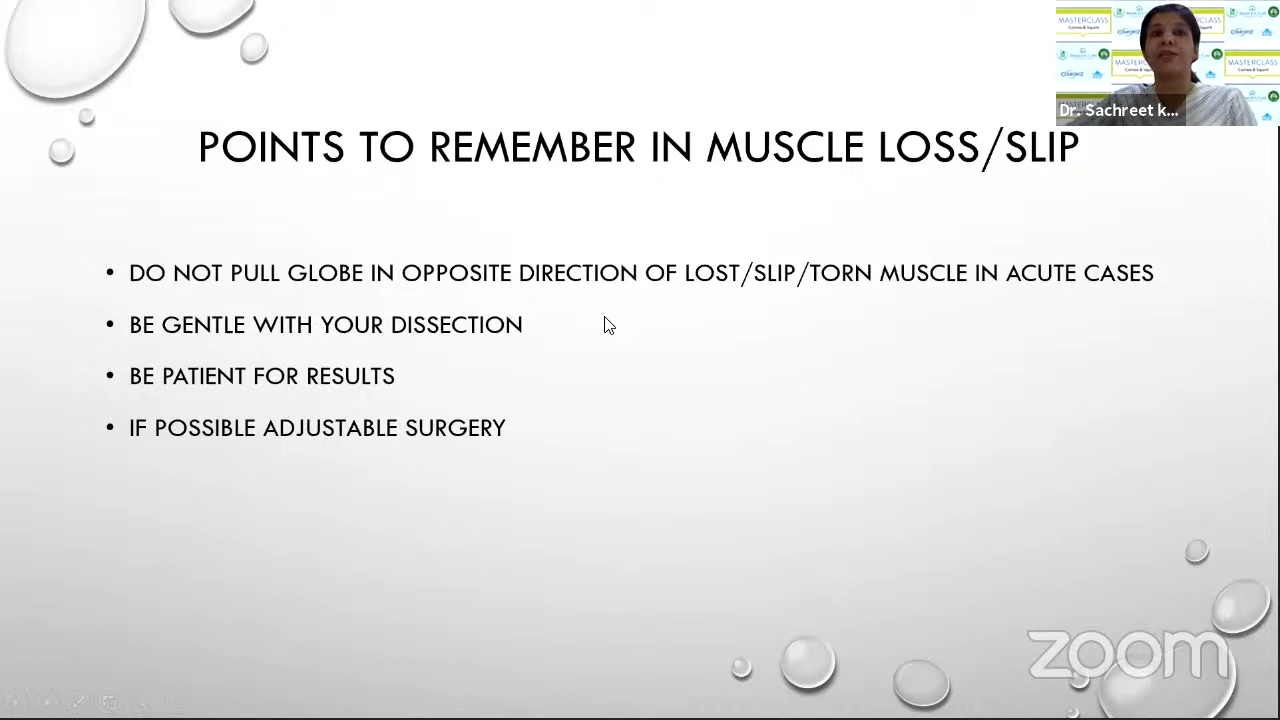 MASTERCLASS
Dr. Sachreet k...
POINTS TO REMEMBER IN MUSCLE LOSS/SLIP
• DO NOT PULL GLOBE IN OPPOSITE DIRECTION OF LOST/SLIP/TORN MUSCLE IN ACUTE CASES
• BE GENTLE WITH YOUR DISSECTION
• BE PATIENT FOR RESULTS
• IF POSSIBLE ADJUSTABLE SURGERY
zoom